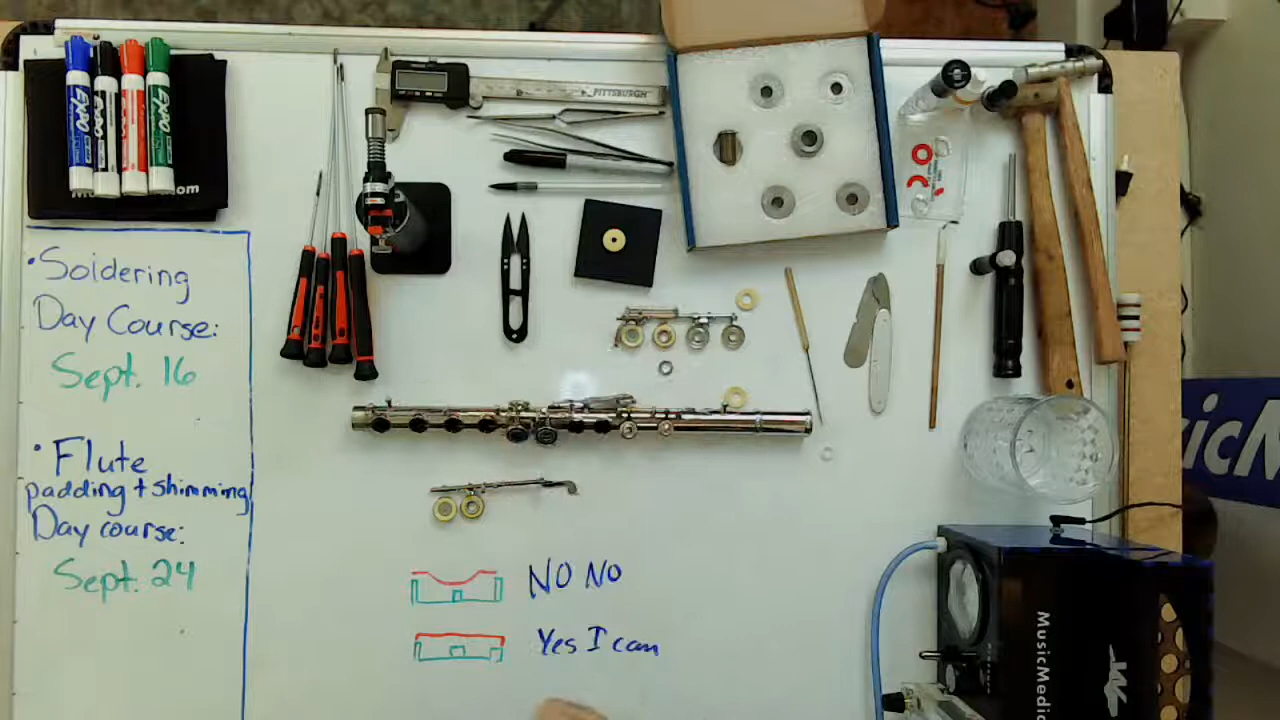 EXPO
EXPO
EXPO
EXPO
PITTSBURGH
•Soldering
Day Course:
Sept. 16
•Flute
padding + shimming
Day course:
Sept. 24
NO NO
Yes I can
sicM
MusicMedic